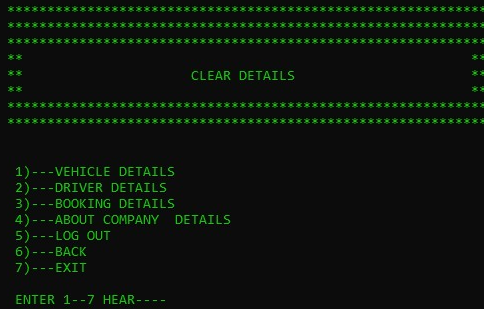 ************************************************************
************************************************************
************************************************************
** **
** CLEAR DETAILS **
** **
************************************************************
************************************************************
1)---VEHICLE DETAILS
2)---DRIVER DETAILS
3)---BOOKING DETAILS
4)---ABOUT COMPANY  DETAILS
5)---LOG OUT
6)---BACK
7)---EXIT
ENTER 1--7 HEAR----